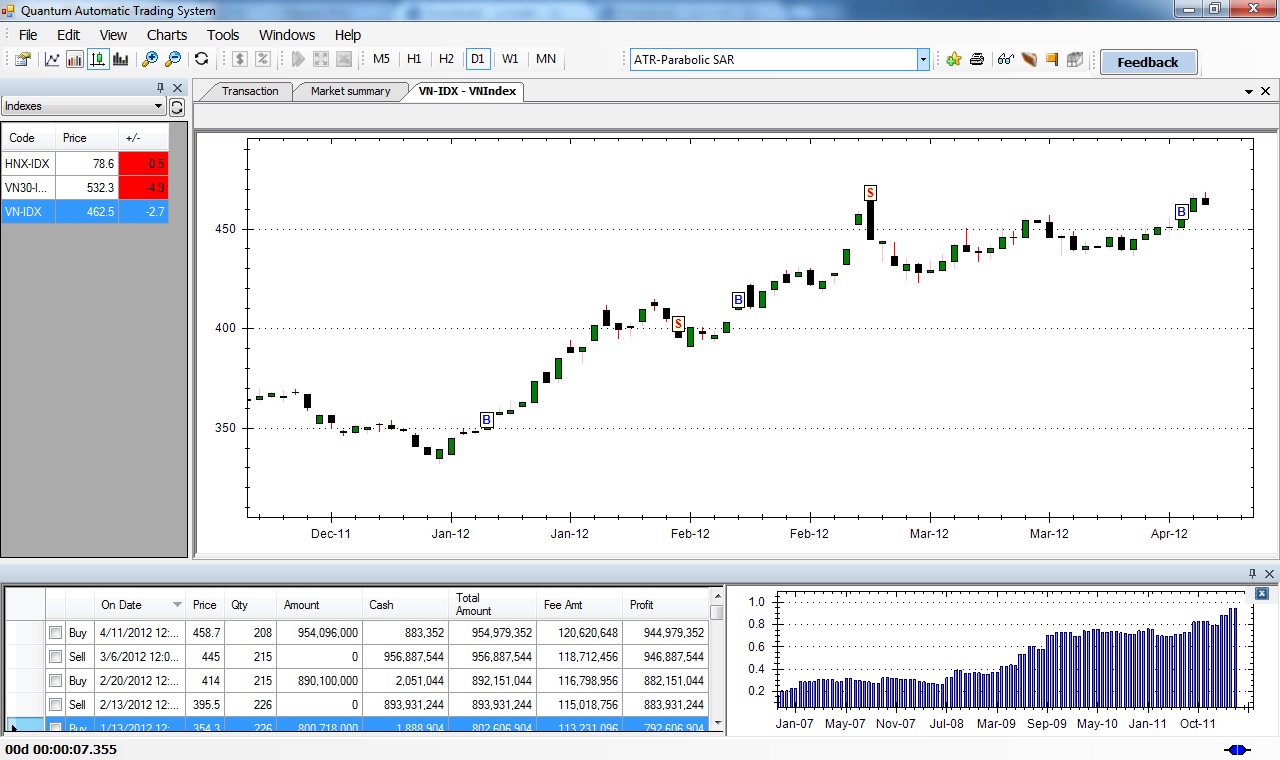 Quantum Automatic Trading System
File Edit View Charts Tools Windows Help
M5 H1 H2 D1 W1 MN ATR-Parabolic SAR Feedback
Indexes
Code Price +/-
HNX-IDX 78.6 -0.5
VN30-I... 532.3 -4.9
VN-IDX 462.5 -2.7
Transaction Market summary VN-IDX - VNIndex
S
450
B
B
S
400
B
350
Dec-11 Jan-12 Jan-12 Feb-12 Feb-12 Mar-12 Mar-12 Apr-12
On Date Price Qty Amount Cash Total Amount Fee Amt Profit
Buy 4/11/2012 12:... 458.7 208 954,096,000 883,352 954,979,352 120,620,648 944,979,352
Sell 3/6/2012 12:0... 445 215 0 956,887,544 956,887,544 118,712,456 946,887,544
Buy 2/20/2012 12:... 414 215 890,100,000 2,051,044 892,151,044 116,798,956 882,151,044
Sell 2/13/2012 12:... 395.5 226 0 893,931,244 893,931,244 115,018,756 883,931,244
Buy 1/13/2012 12:... 354.3 226 800,718,000 1,888,904 802,606,904 113,231,096 792,606,904
1.0
0.8
0.6
0.4
0.2
Jan-07 May-07 Nov-07 Jul-08 Mar-09 Sep-09 May-10 Jan-11 Oct-11
00d 00:00:07.355